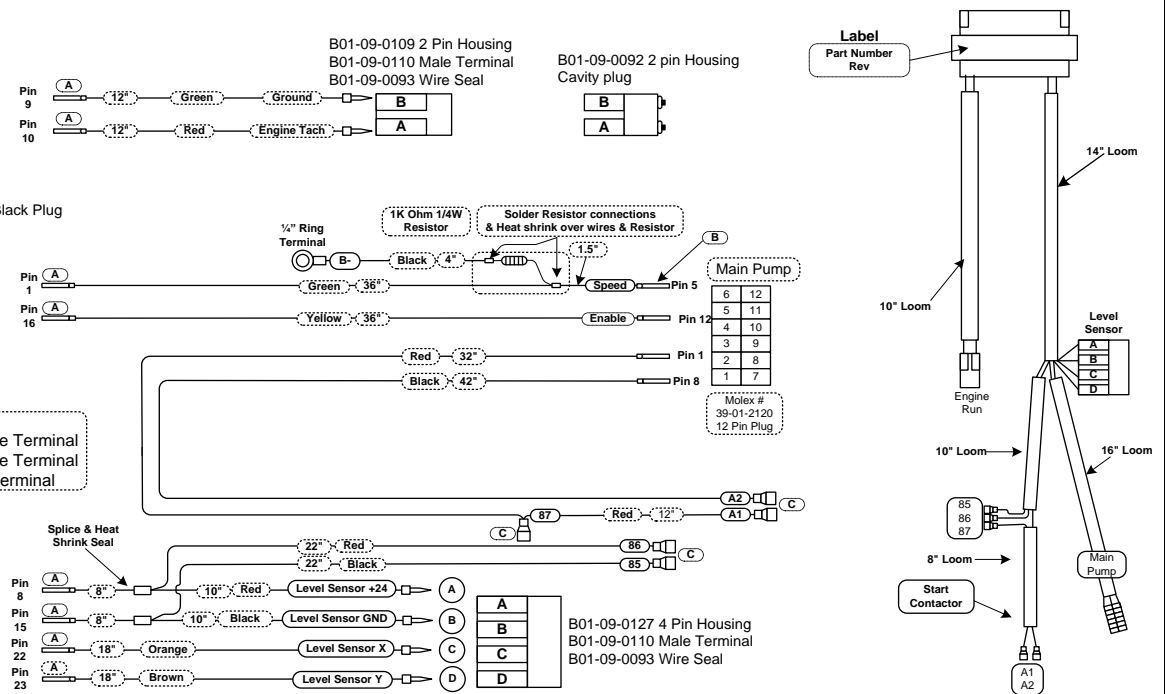 B01-09-0109 2 Pin Housing
B01-09-0110 Male Terminal
B01-09-0093 Wire Seal
B01-09-0092 2 pin Housing
Cavity plug
Pin
9
A
12"
Green
Ground
B
Pin
10
A
12"
Red
Engine Tach
A
B
A
Black Plug
1/4" Ring
Terminal
B-
Black
4"
1K Ohm 1/4W
Resistor
Solder Resistor connections
& Heat shrink over wires & Resistor
1.5"
B
Pin
1
A
Green
36"
Speed
Pin 5
Pin
16
A
Yellow
36"
Enable
Pin 12
Red
32"
Pin 1
Black
42"
Pin 8
Main Pump
6 12
5 11
4 10
3 9
2 8
1 7
Molex #
39-01-2120
12 Pin Plug
e Terminal
e Terminal
erminal
A2
C
87
Red
12"
A1
C
Splice & Heat
Shrink Seal
22"
Red
86
C
22"
Black
85
Pin
8
A
8"
10"
Red
Level Sensor +24
A
Pin
15
A
8"
10"
Black
Level Sensor GND
B
Pin
22
A
18"
Orange
Level Sensor X
C
Pin
23
A
18"
Brown
Level Sensor Y
D
A
B
C
D
B01-09-0127 4 Pin Housing
B01-09-0110 Male Terminal
B01-09-0093 Wire Seal
Label
Part Number
Rev
14" Loom
10" Loom
Engine
Run
Level
Sensor
A
B
C
D
10" Loom
16" Loom
85
86
87
8" Loom
Main
Pump
Start
Contactor
A1
A2